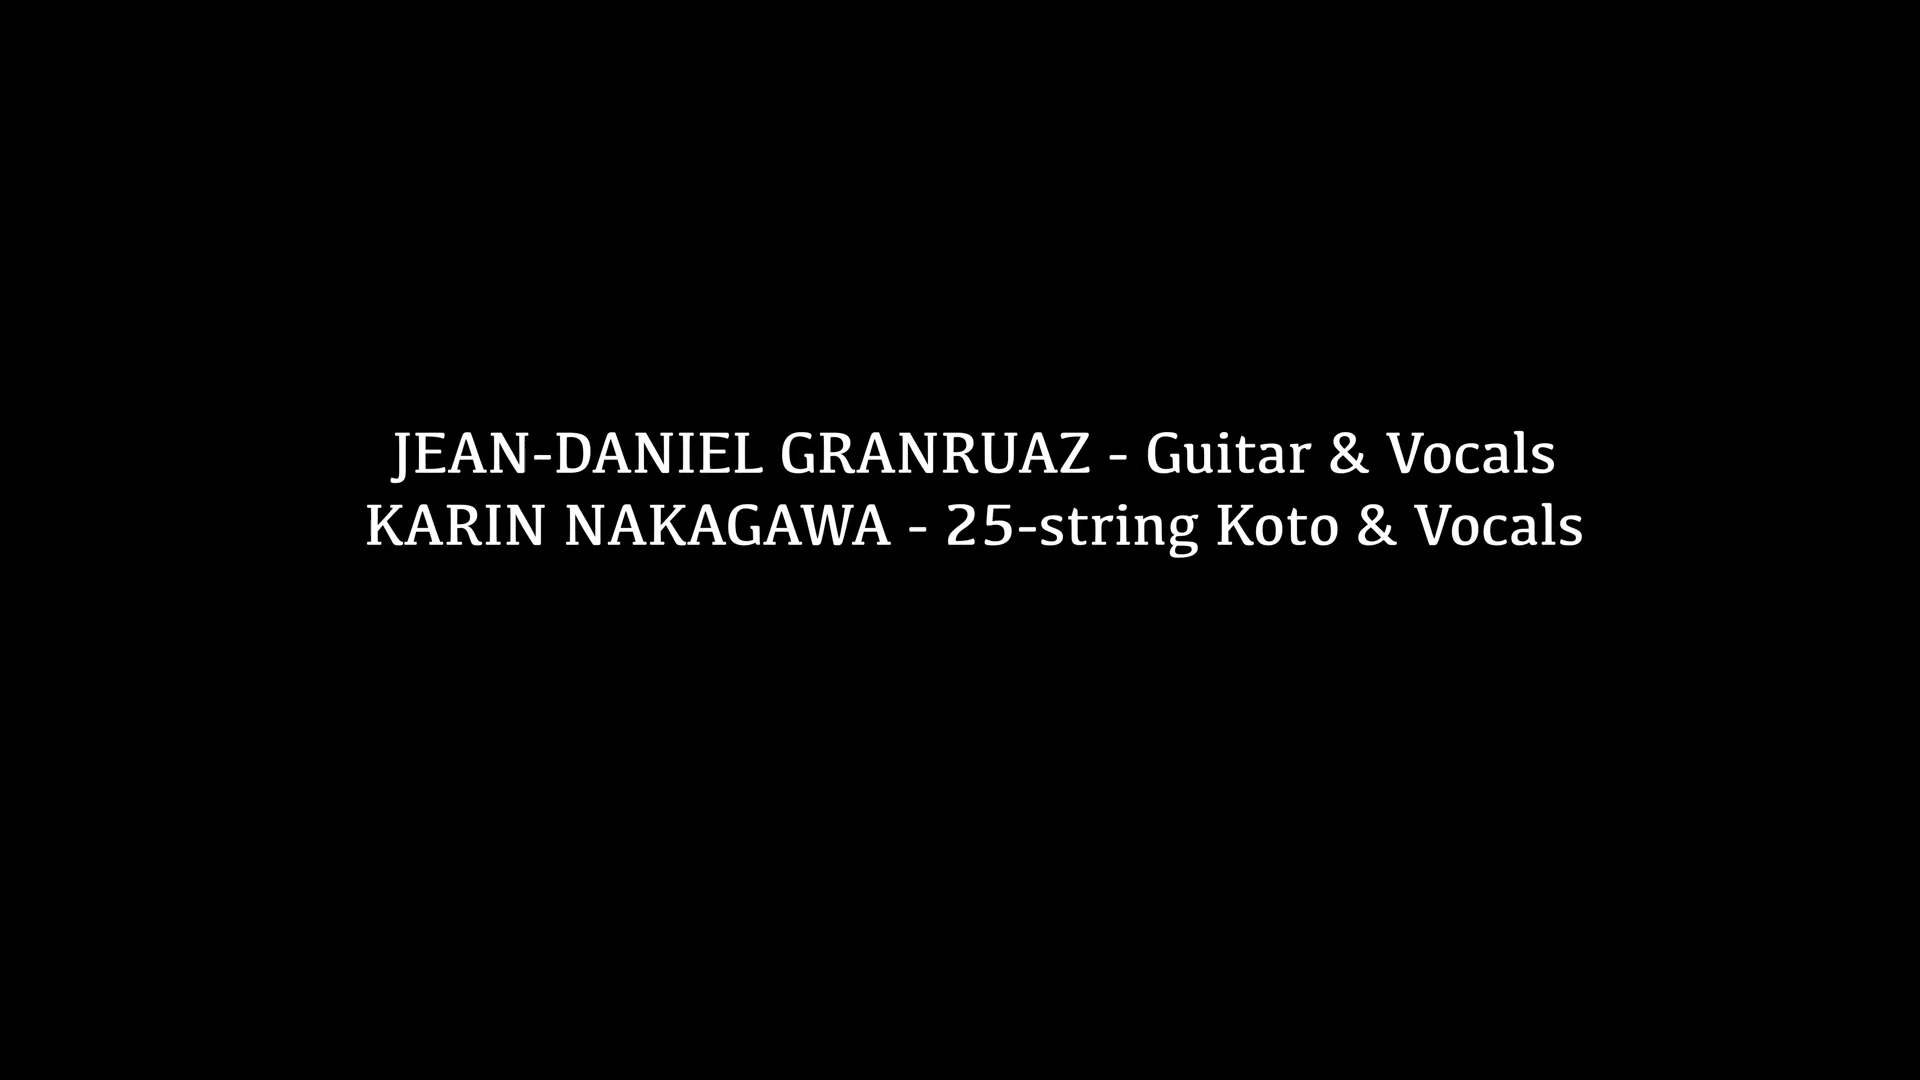 JEAN-DANIEL GRANRUAZ - Guitar & Vocals
KARIN NAKAGAWA - 25-string Koto & Vocals